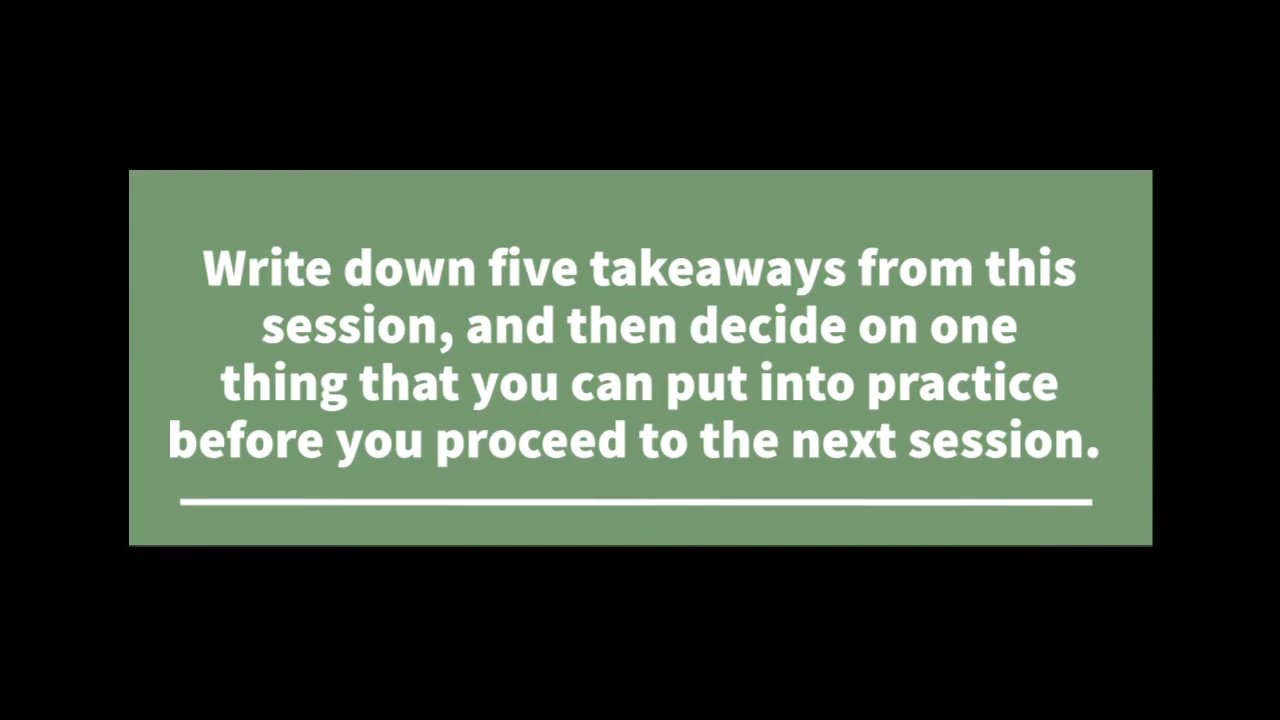 Write down five takeaways from this
session, and then decide on one
thing that you can put into practice
before you proceed to the next session.